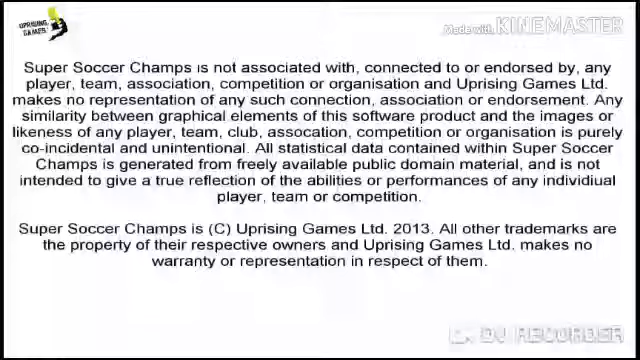 UPRISING
GAMES
Made with KINEMASTER
Super Soccer Champs is not associated with, connected to or endorsed by, any
player, team, association, competition or organisation and Uprising Games Ltd.
makes no representation of any such connection, association or endorsement. Any
similarity between graphical elements of this software product and the images or
likeness of any player, team, club, assocation, competition or organisation is purely
co-incidental and unintentional. All statistical data contained within Super Soccer
Champs is generated from freely available public domain material, and is not
intended to give a true reflection of the abilities or performances of any individiual
player, team or competition.
Super Soccer Champs is (C) Uprising Games Ltd. 2013. All other trademarks are
the property of their respective owners and Uprising Games Ltd. makes no
warranty or representation in respect of them.
DU RECORDER